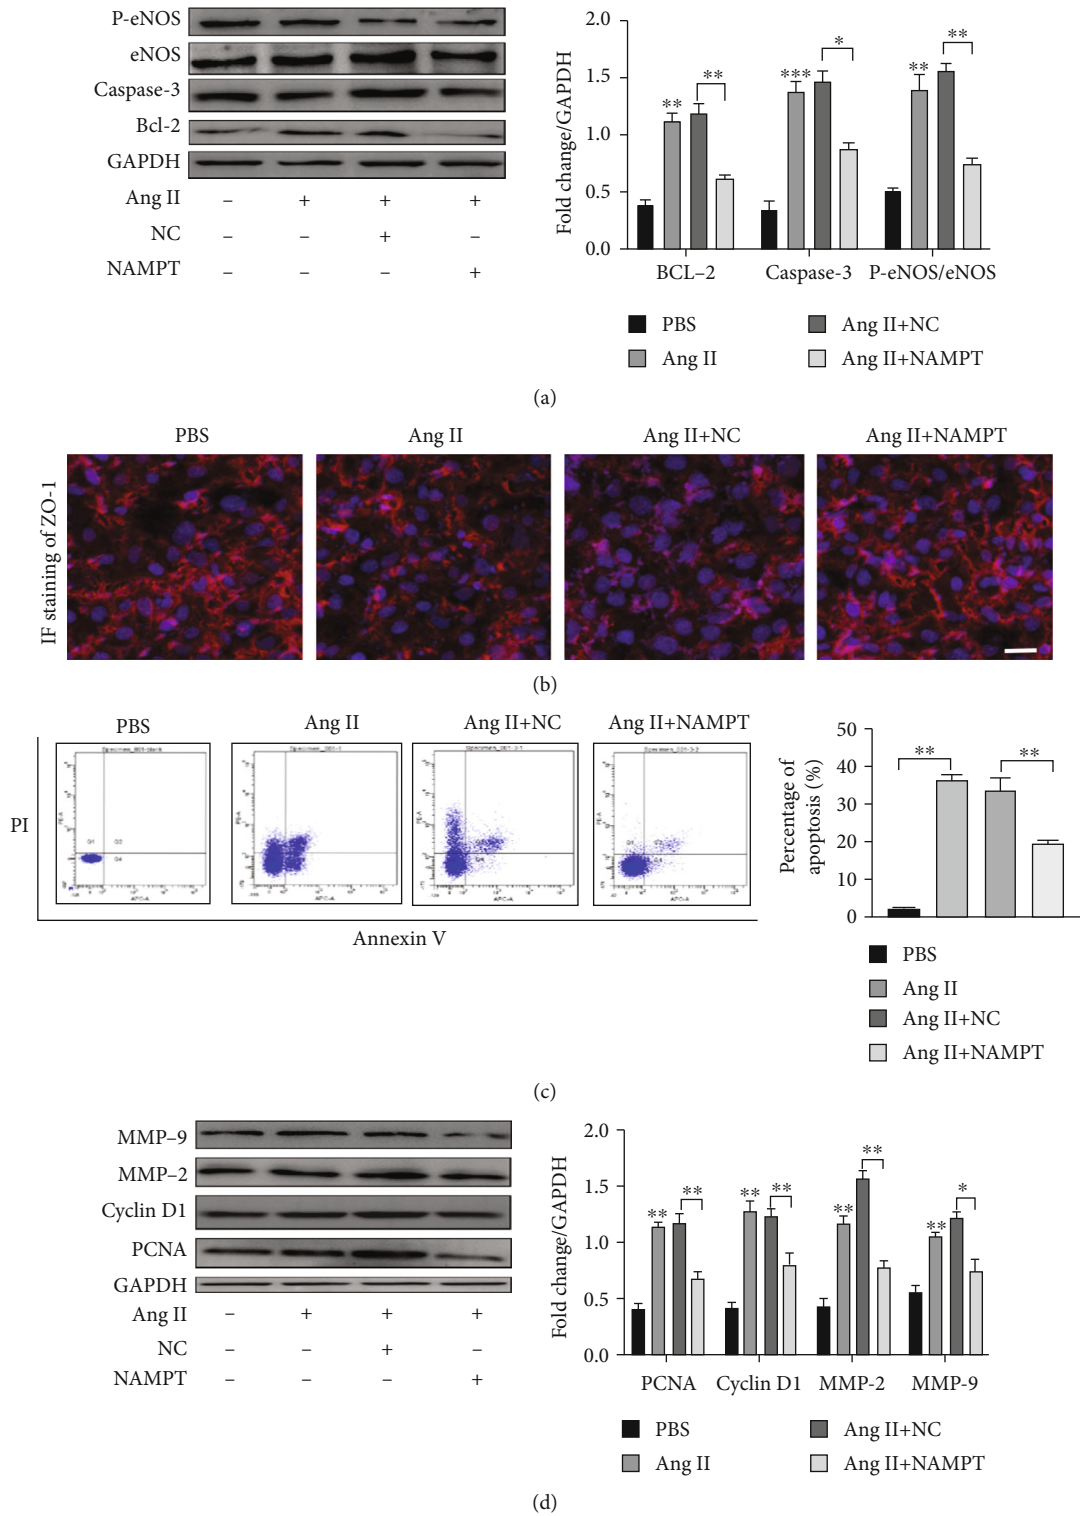 P-eNOS
eNOS
Caspase-3
Bcl-2
GAPDH
Ang II – + + +
NC – – + –
NAMPT – – – +
Fold change/GAPDH
2.0
1.5
1.0
0.5
0.0
** ** *** * ** **
BCL–2 Caspase-3 P-eNOS/eNOS
PBS Ang II+NC
Ang II Ang II+NAMPT
(a)
PBS Ang II Ang II+NC Ang II+NAMPT
IF staining of ZO-1
(b)
PBS Ang II Ang II+NC Ang II+NAMPT
PI
Annexin V
Percentage of
apoptosis (%)
50
40
30
20
10
0
** **
PBS
Ang II
Ang II+NC
Ang II+NAMPT
(c)
MMP–9
MMP–2
Cyclin D1
PCNA
GAPDH
Ang II – + + +
NC – – + –
NAMPT – – – +
Fold change/GAPDH
2.0
1.5
1.0
0.5
0.0
** ** ** ** ** ** ** *
PCNA Cyclin D1 MMP-2 MMP-9
PBS Ang II+NC
Ang II Ang II+NAMPT
(d)